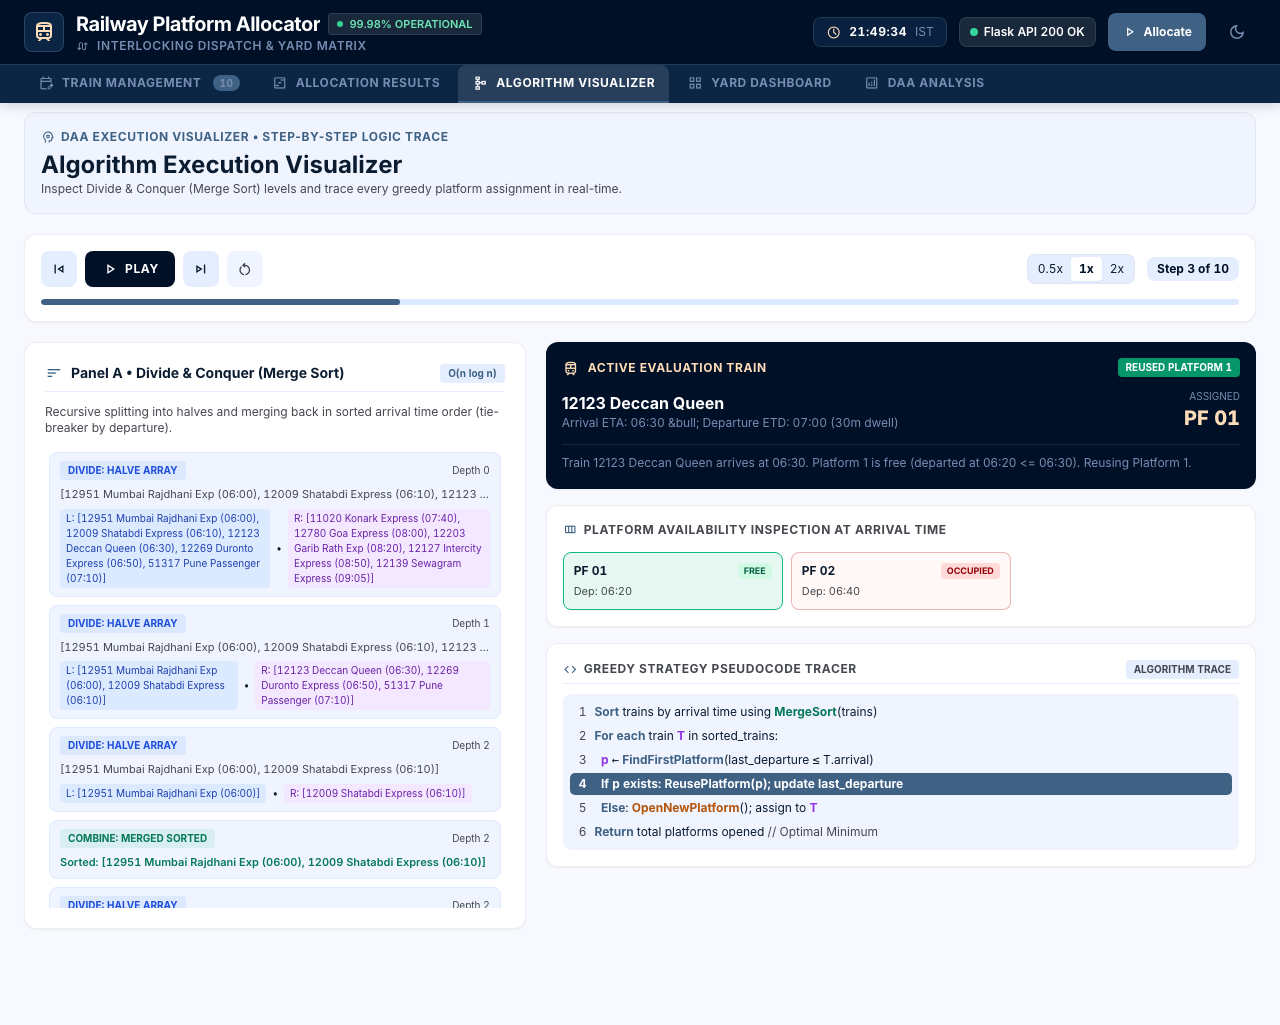 Railway Platform Allocator
99.98% OPERATIONAL
INTERLOCKING DISPATCH & YARD MATRIX
21:49:34 IST
Flask API 200 OK
Allocate
TRAIN MANAGEMENT 10
ALLOCATION RESULTS
ALGORITHM VISUALIZER
YARD DASHBOARD
DAA ANALYSIS
DAA EXECUTION VISUALIZER • STEP-BY-STEP LOGIC TRACE
Algorithm Execution Visualizer
Inspect Divide & Conquer (Merge Sort) levels and trace every greedy platform assignment in real-time.
PLAY
0.5x 1x 2x
Step 3 of 10
Panel A • Divide & Conquer (Merge Sort)
O(n log n)
Recursive splitting into halves and merging back in sorted arrival time order (tie-
breaker by departure).
DIVIDE: HALVE ARRAY
Depth 0
[12951 Mumbai Rajdhani Exp (06:00), 12009 Shatabdi Express (06:10), 12123 ...
L: [12951 Mumbai Rajdhani Exp (06:00),
12009 Shatabdi Express (06:10), 12123
Deccan Queen (06:30), 12269 Duronto
Express (06:50), 51317 Pune Passenger
(07:10)]
•
R: [11020 Konark Express (07:40),
12780 Goa Express (08:00), 12203
Garib Rath Exp (08:20), 12127 Intercity
Express (08:50), 12139 Sewagram
Express (09:05)]
DIVIDE: HALVE ARRAY
Depth 1
[12951 Mumbai Rajdhani Exp (06:00), 12009 Shatabdi Express (06:10), 12123 ...
L: [12951 Mumbai Rajdhani Exp
(06:00), 12009 Shatabdi Express
(06:10)]
•
R: [12123 Deccan Queen (06:30), 12269
Duronto Express (06:50), 51317 Pune
Passenger (07:10)]
DIVIDE: HALVE ARRAY
Depth 2
[12951 Mumbai Rajdhani Exp (06:00), 12009 Shatabdi Express (06:10)]
L: [12951 Mumbai Rajdhani Exp (06:00)]
•
R: [12009 Shatabdi Express (06:10)]
COMBINE: MERGED SORTED
Depth 2
Sorted: [12951 Mumbai Rajdhani Exp (06:00), 12009 Shatabdi Express (06:10)]
DIVIDE: HALVE ARRAY
Depth 2
ACTIVE EVALUATION TRAIN
REUSED PLATFORM 1
12123 Deccan Queen
Arrival ETA: 06:30 &bull; Departure ETD: 07:00 (30m dwell)
ASSIGNED
PF 01
Train 12123 Deccan Queen arrives at 06:30. Platform 1 is free (departed at 06:20 <= 06:30). Reusing Platform 1.
PLATFORM AVAILABILITY INSPECTION AT ARRIVAL TIME
PF 01
FREE
Dep: 06:20
PF 02
OCCUPIED
Dep: 06:40
GREEDY STRATEGY PSEUDOCODE TRACER
ALGORITHM TRACE
1 Sort trains by arrival time using MergeSort(trains)
2 For each train T in sorted_trains:
3 p ← FindFirstPlatform(last_departure ≤ T.arrival)
4 If p exists: ReusePlatform(p); update last_departure
5 Else: OpenNewPlatform(); assign to T
6 Return total platforms opened // Optimal Minimum